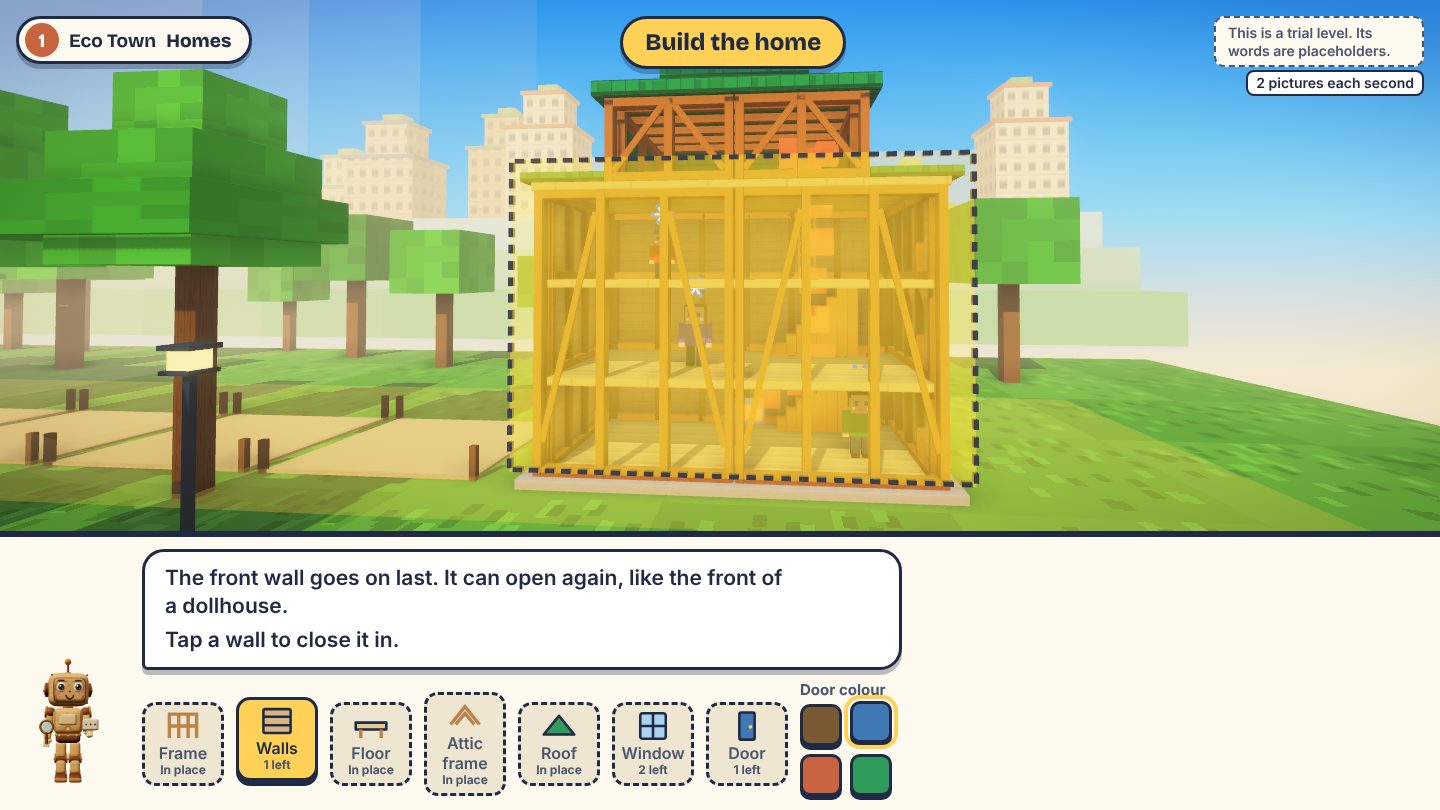 1 Eco Town Homes
Build the home
This is a trial level. Its
words are placeholders.
2 pictures each second
The front wall goes on last. It can open again, like the front of
a dollhouse.
Tap a wall to close it in.
Door colour
Frame
In place
Walls
1 left
Floor
In place
Attic
frame
In place
Roof
In place
Window
2 left
Door
1 left